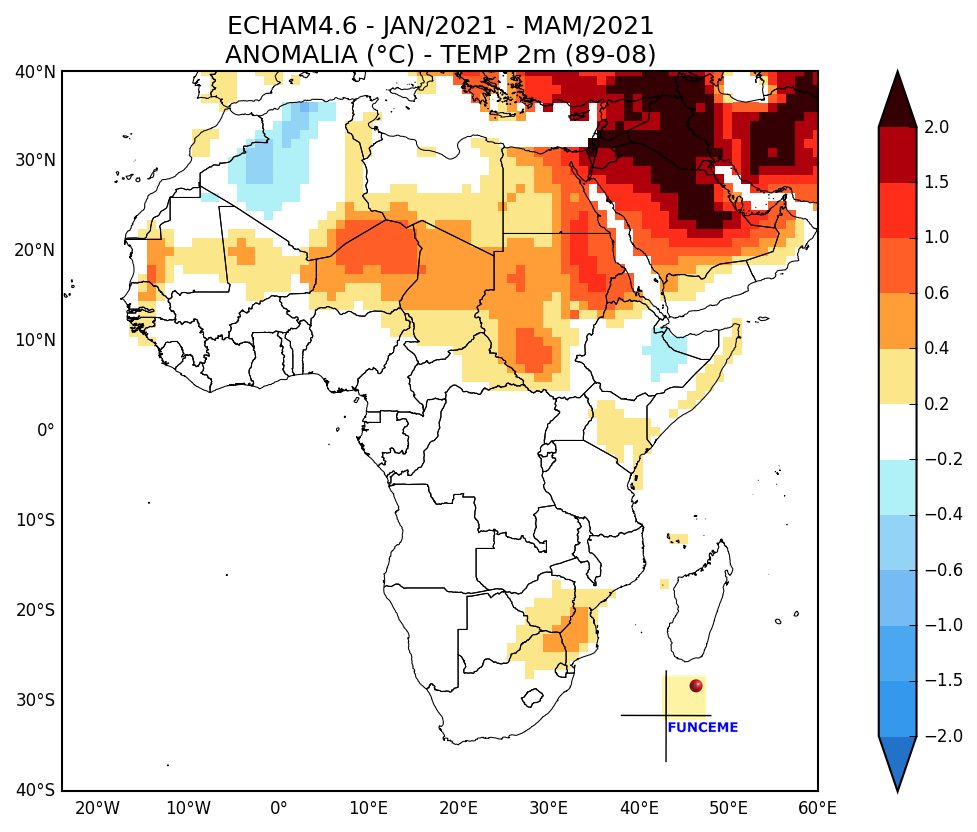 ECHAM4.6 - JAN/2021 - MAM/2021
ANOMALIA (°C) - TEMP 2m (89-08)
40°N
30°N
20°N
10°N
0°
10°S
20°S
30°S
40°S
20°W
10°W
0°
10°E
20°E
30°E
40°E
50°E
60°E
2.0
1.5
1.0
0.6
0.4
0.2
−0.2
−0.4
−0.6
−1.0
−1.5
−2.0
FUNCEME